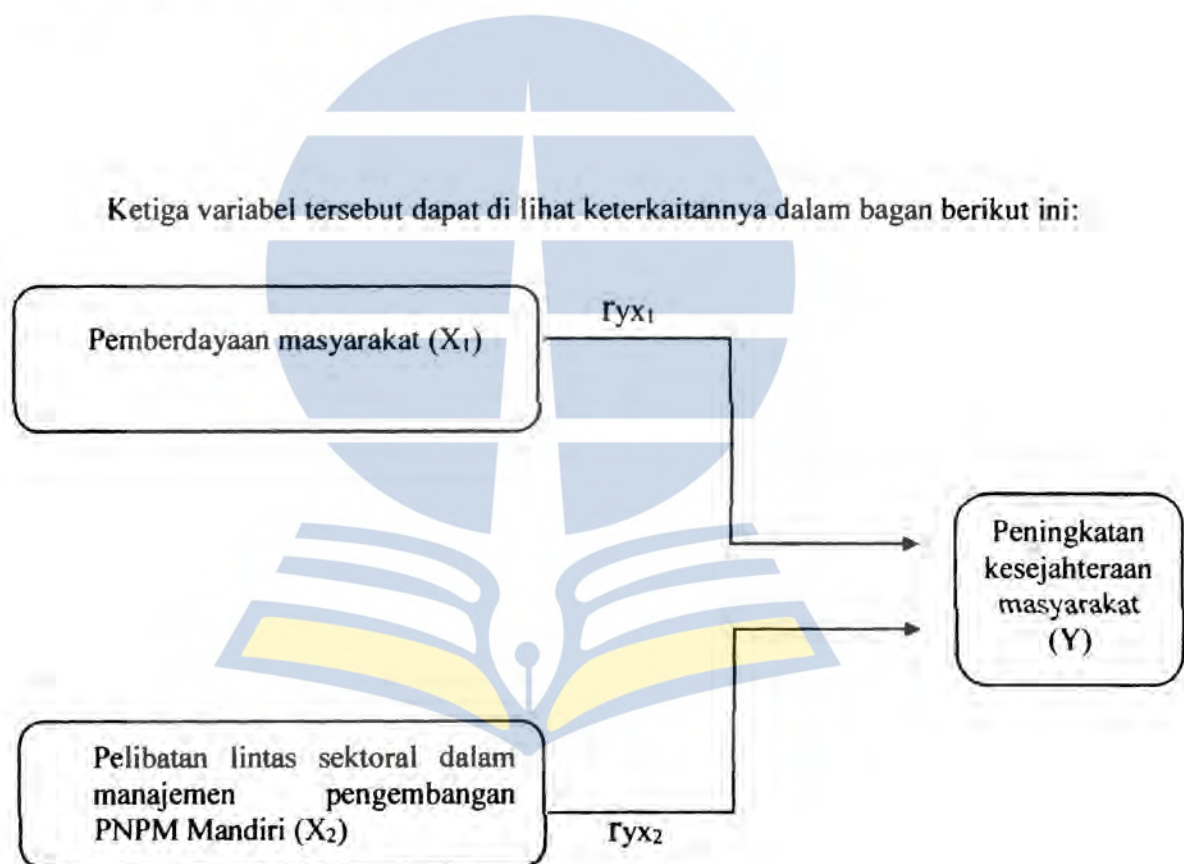 Ketiga variabel tersebut dapat di lihat keterkaitannya dalam bagan berikut ini:
ryx₁
Pemberdayaan masyarakat (X₁)
Peningkatan
kesejahteraan
masyarakat
(Y)
Pelibatan lintas sektoral dalam
manajemen pengembangan
PNPM Mandiri (X₂)
ryx₂